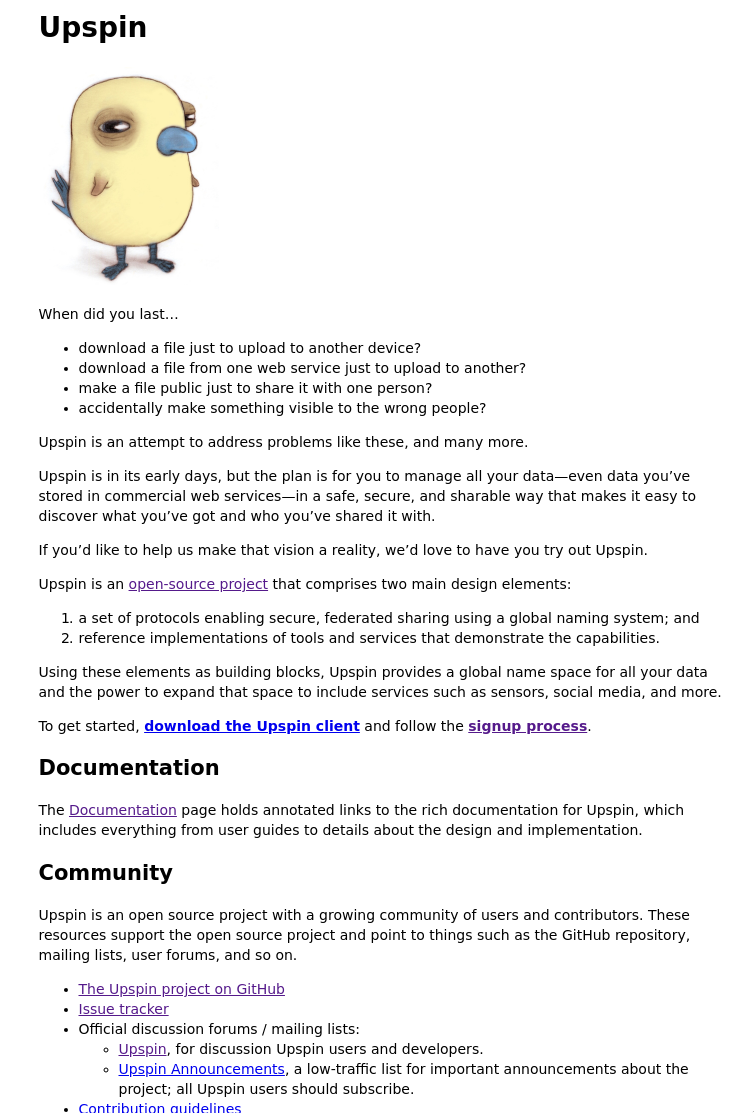 Upspin
When did you last…
• download a file just to upload to another device?
• download a file from one web service just to upload to another?
• make a file public just to share it with one person?
• accidentally make something visible to the wrong people?
Upspin is an attempt to address problems like these, and many more.
Upspin is in its early days, but the plan is for you to manage all your data—even data you’ve
stored in commercial web services—in a safe, secure, and sharable way that makes it easy to
discover what you’ve got and who you’ve shared it with.
If you’d like to help us make that vision a reality, we’d love to have you try out Upspin.
Upspin is an open-source project that comprises two main design elements:
1. a set of protocols enabling secure, federated sharing using a global naming system; and
2. reference implementations of tools and services that demonstrate the capabilities.
Using these elements as building blocks, Upspin provides a global name space for all your data
and the power to expand that space to include services such as sensors, social media, and more.
To get started, download the Upspin client and follow the signup process.
Documentation
The Documentation page holds annotated links to the rich documentation for Upspin, which
includes everything from user guides to details about the design and implementation.
Community
Upspin is an open source project with a growing community of users and contributors. These
resources support the open source project and point to things such as the GitHub repository,
mailing lists, user forums, and so on.
• The Upspin project on GitHub
• Issue tracker
• Official discussion forums / mailing lists:
◦ Upspin, for discussion Upspin users and developers.
◦ Upspin Announcements, a low-traffic list for important announcements about the
project; all Upspin users should subscribe.
• Contribution guidelines